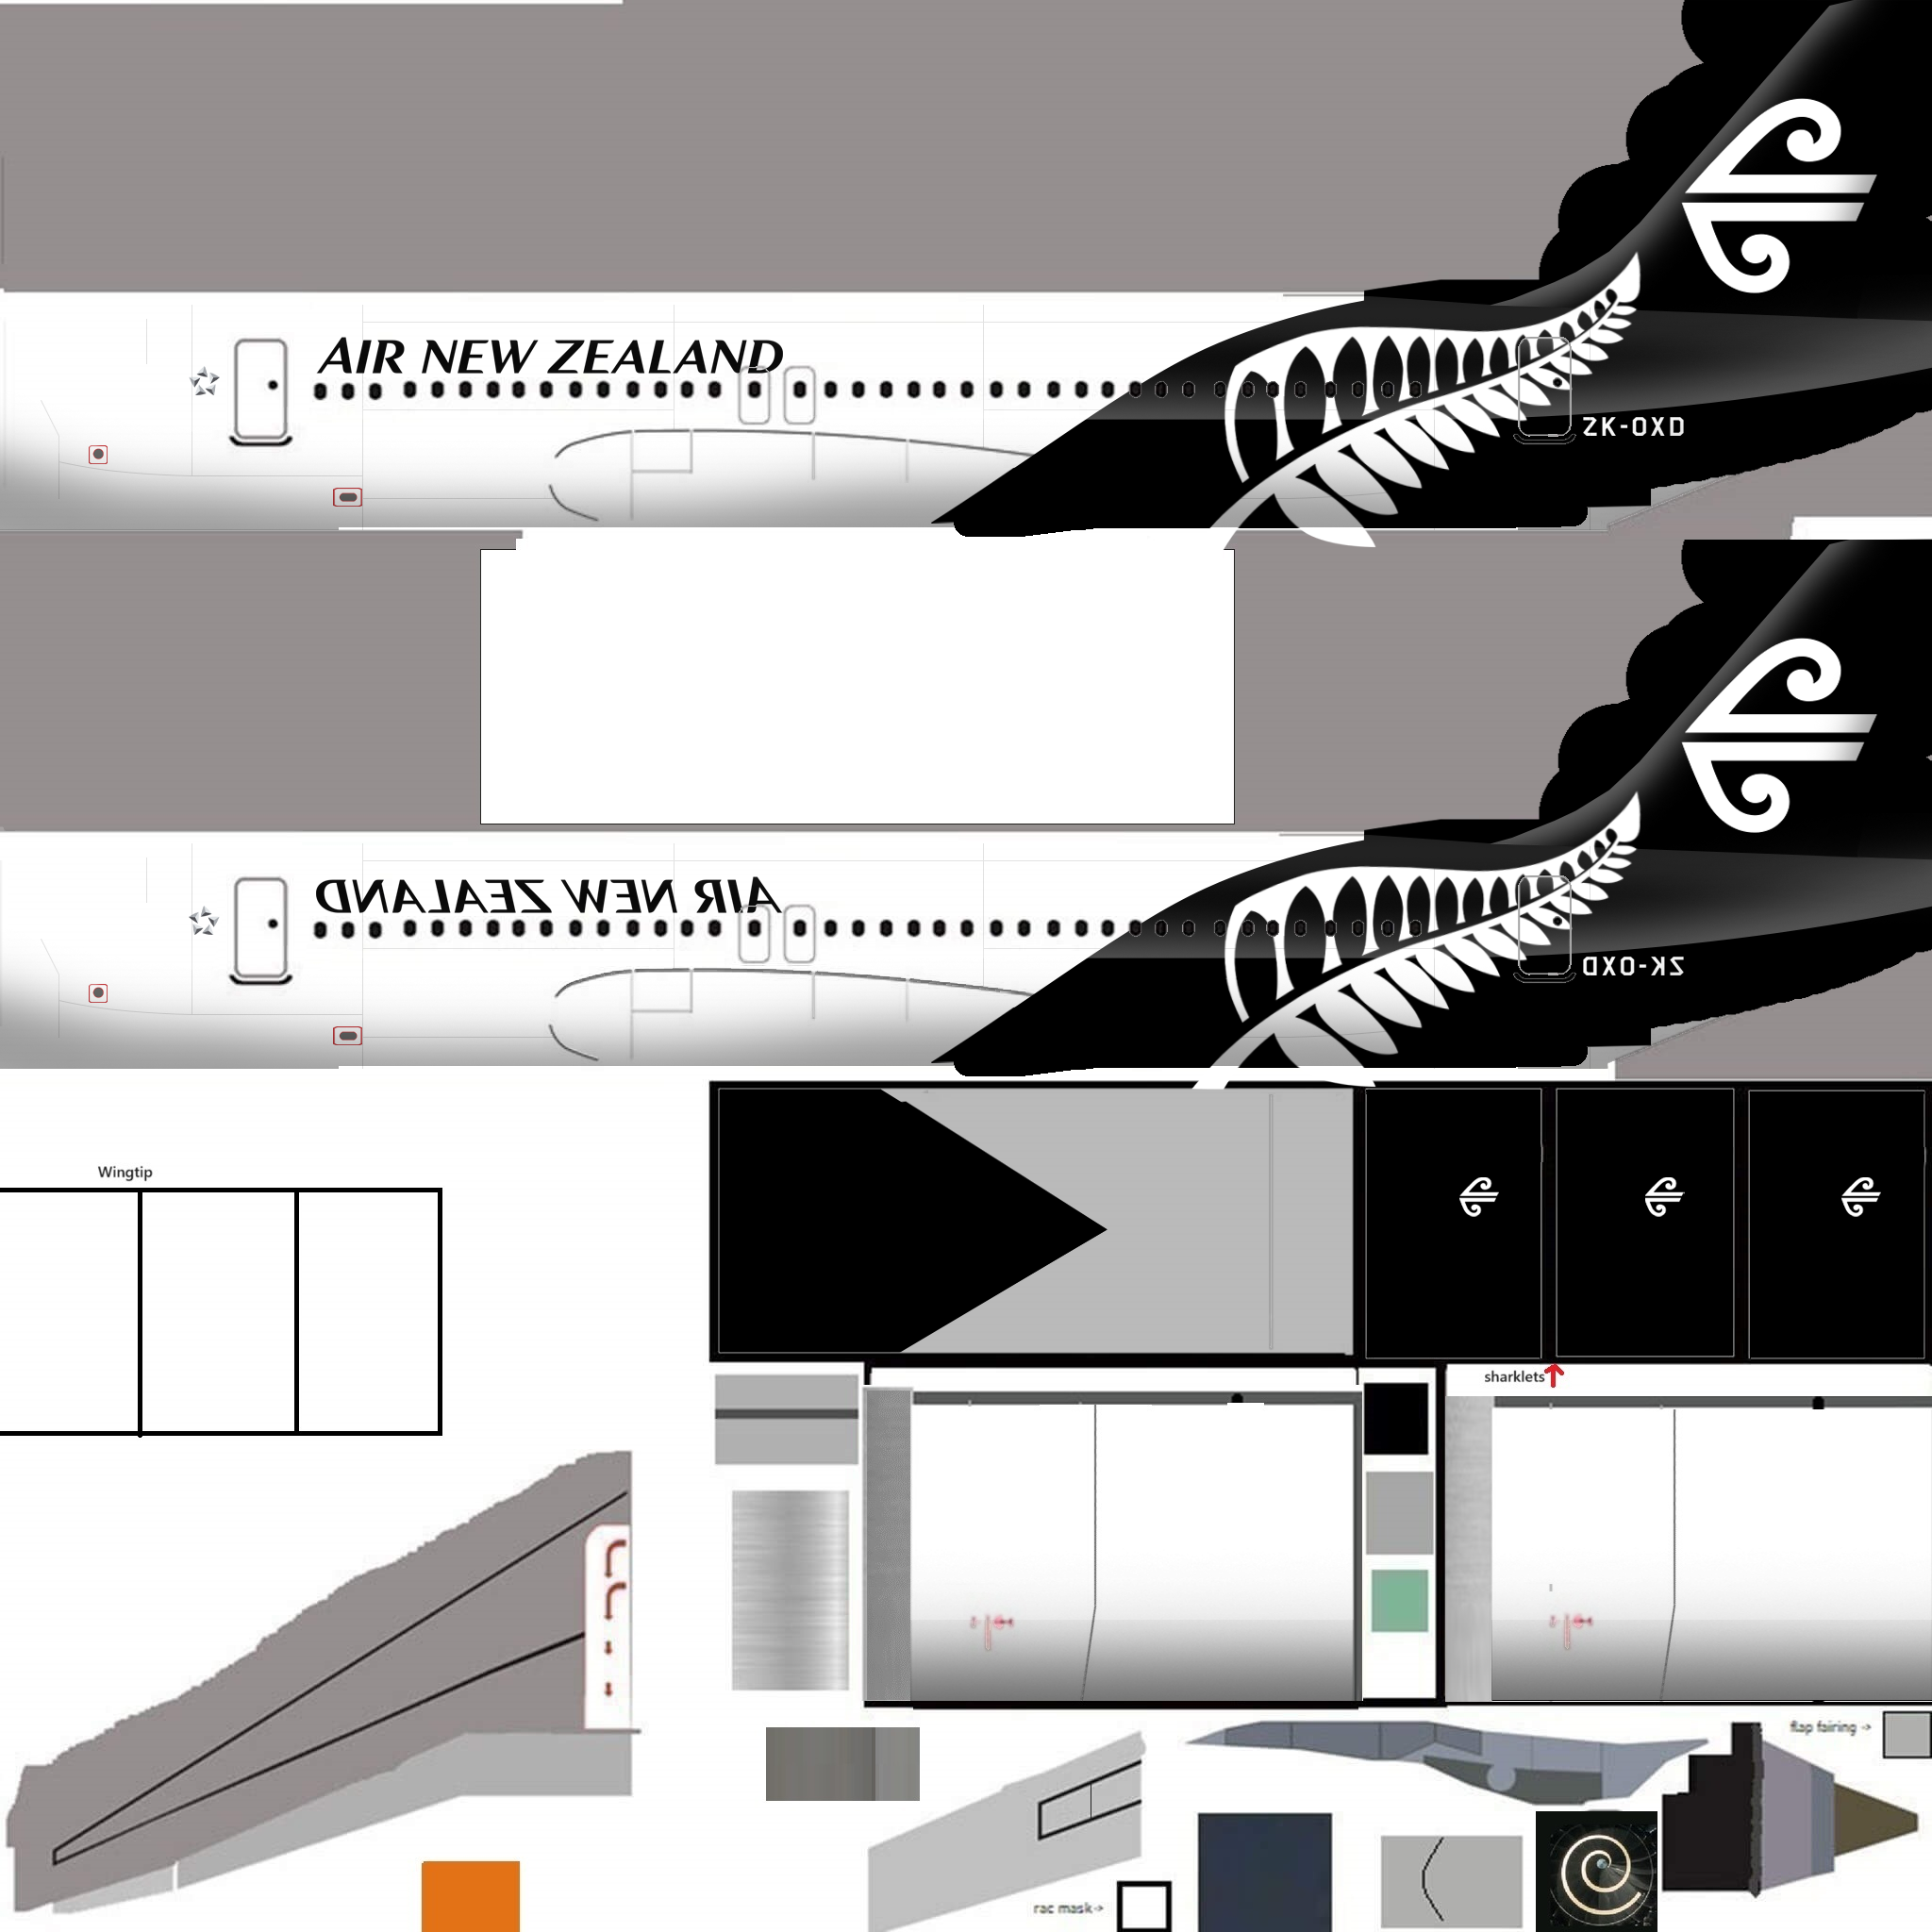 AIR NEW ZEALAND
ZK-OXD
AIR NEW ZEALAND
ZK-OXD
Wingtip
sharklets
flap fairing ->
rac mask->